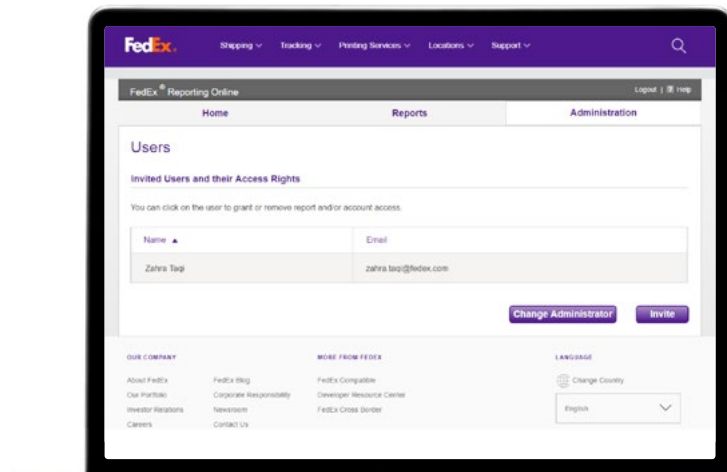 FedEx.
Shipping Tracking Printing Services Locations Support
FedEx® Reporting Online Logout | Help
Home Reports Administration
Users
Invited Users and their Access Rights
You can click on the user to grant or remove report and/or account access.
Name ▲ Email
Zahra Taqi zahra.taqi@fedex.com
Change Administrator Invite
OUR COMPANY MORE FROM FEDEX LANGUAGE
About FedEx FedEx Blog FedEx Compatible Change Country
Our Portfolio Corporate Responsibility Developer Resource Center
Investor Relations Newsroom FedEx Cross Border English
Careers Contact Us